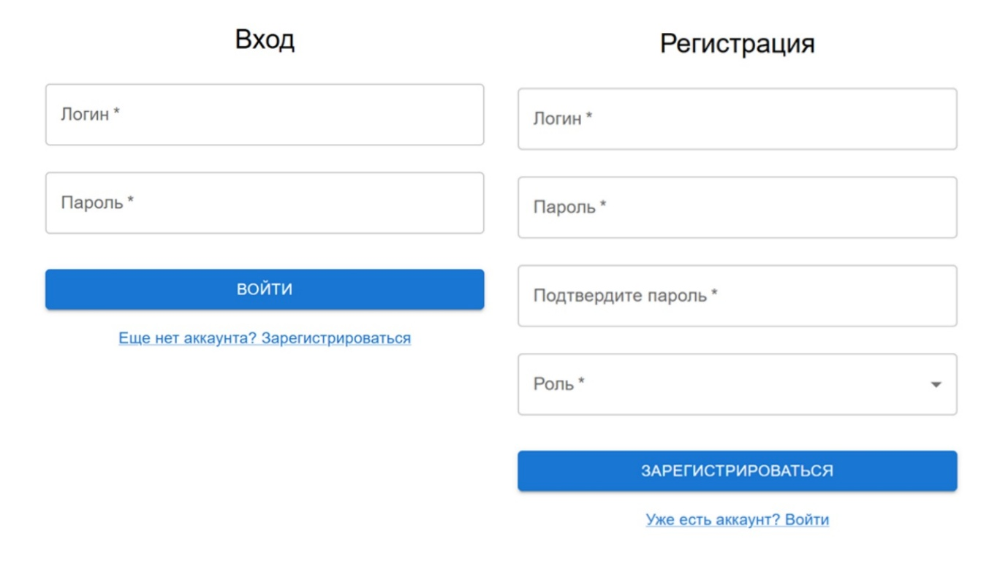 Вход
Логин *
Пароль *
ВОЙТИ
Еще нет аккаунта? Зарегистрироваться
Регистрация
Логин *
Пароль *
Подтвердите пароль *
Роль *
ЗАРЕГИСТРИРОВАТЬСЯ
Уже есть аккаунт? Войти